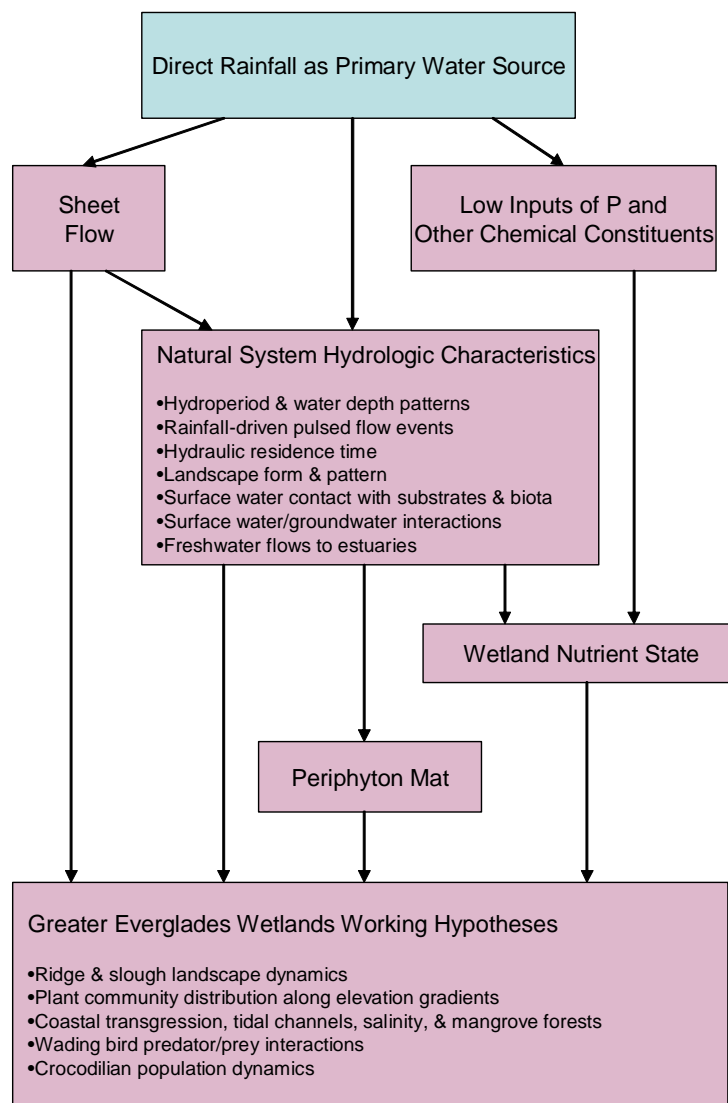 Direct Rainfall as Primary Water Source
Sheet
Flow
Low Inputs of P and
Other Chemical Constituents
Natural System Hydrologic Characteristics
•Hydroperiod & water depth patterns
•Rainfall-driven pulsed flow events
•Hydraulic residence time
•Landscape form & pattern
•Surface water contact with substrates & biota
•Surface water/groundwater interactions
•Freshwater flows to estuaries
Wetland Nutrient State
Periphyton Mat
Greater Everglades Wetlands Working Hypotheses
•Ridge & slough landscape dynamics
•Plant community distribution along elevation gradients
•Coastal transgression, tidal channels, salinity, & mangrove forests
•Wading bird predator/prey interactions
•Crocodilian population dynamics